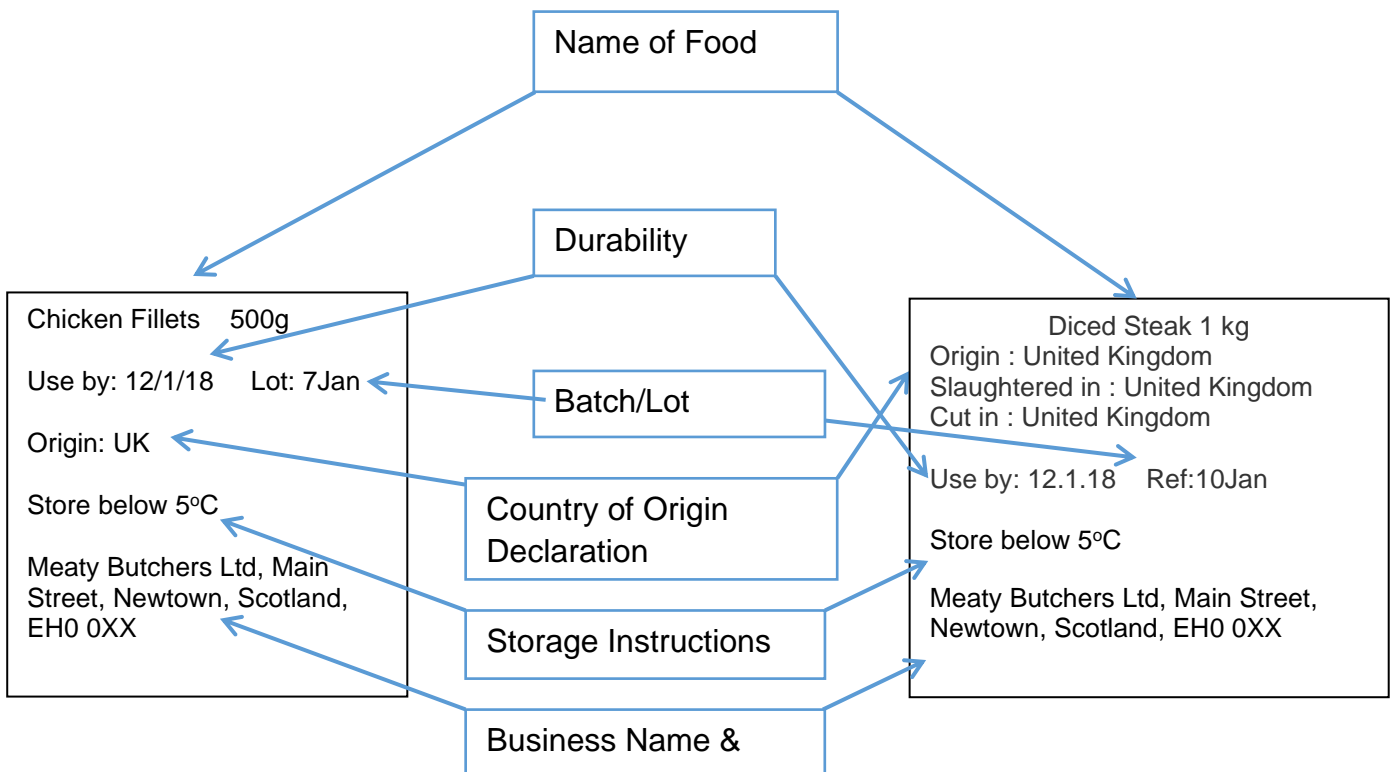 Name of Food
Durability
Chicken Fillets 500g
Use by: 12/1/18 Lot: 7Jan
Origin: UK
Store below 5°C
Meaty Butchers Ltd, Main
Street, Newtown, Scotland,
EH0 0XX
Batch/Lot
Country of Origin
Declaration
Storage Instructions
Business Name &
Diced Steak 1 kg
Origin : United Kingdom
Slaughtered in : United Kingdom
Cut in : United Kingdom
Use by: 12.1.18 Ref:10Jan
Store below 5°C
Meaty Butchers Ltd, Main Street,
Newtown, Scotland, EH0 0XX